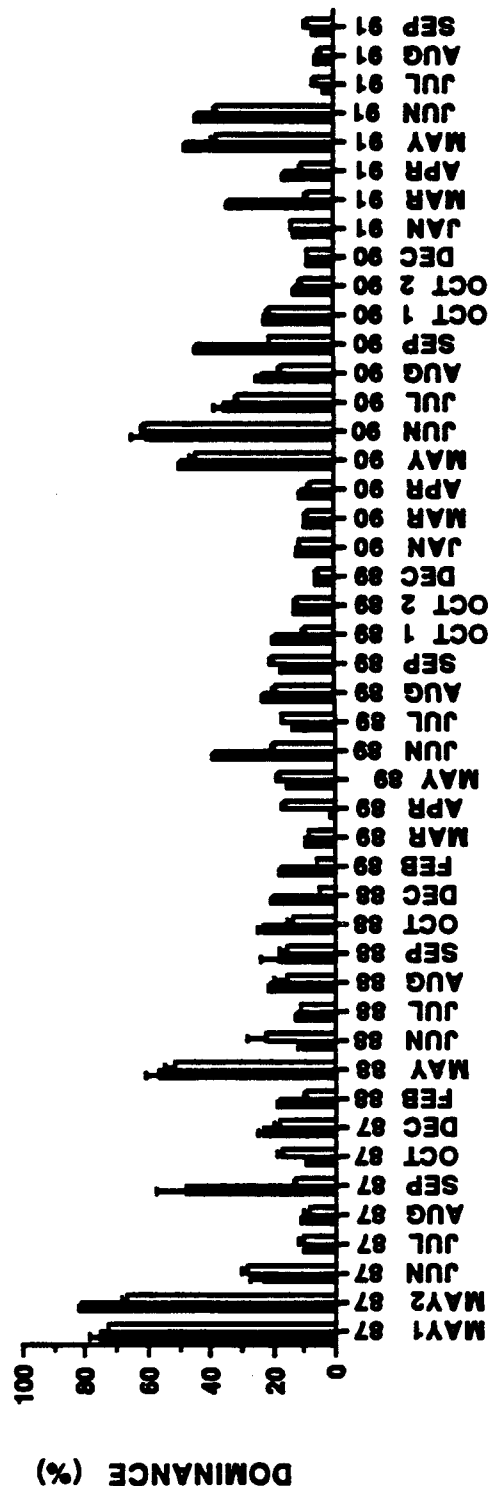 DOMINANCE (%)
100
80
60
40
20
0
MAY1 87
MAY2 87
JUN 87
JUL 87
AUG 87
SEP 87
OCT 87
DEC 87
FEB 88
MAY 88
JUN 88
JUL 88
AUG 88
SEP 88
OCT 88
DEC 88
FEB 89
MAR 89
APR 89
MAY 89
JUN 89
JUL 89
AUG 89
SEP 89
OCT 1 89
OCT 2 89
DEC 89
JAN 90
MAR 90
APR 90
MAY 90
JUN 90
JUL 90
AUG 90
SEP 90
OCT 1 90
OCT 2 90
DEC 90
JAN 91
MAR 91
APR 91
MAY 91
JUN 91
JUL 91
AUG 91
SEP 91